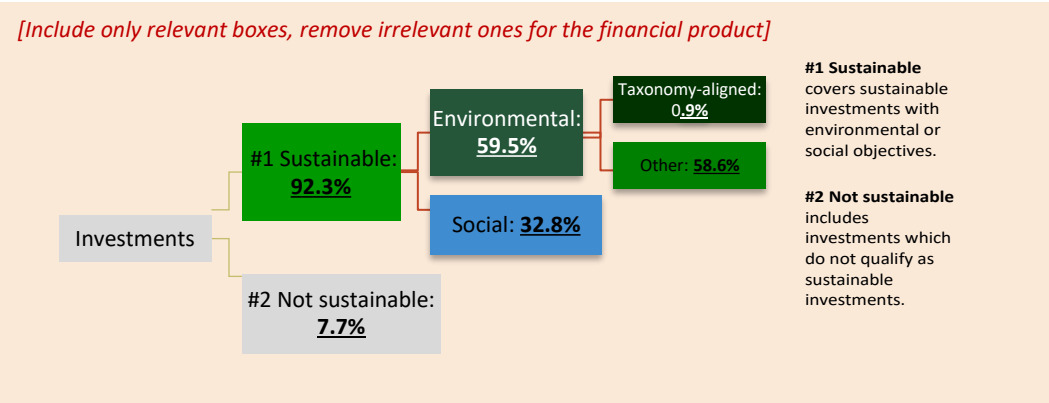 [Include only relevant boxes, remove irrelevant ones for the financial product]
Investments
#1 Sustainable:
92.3%
#2 Not sustainable:
7.7%
Environmental:
59.5%
Social: 32.8%
Taxonomy-aligned:
0.9%
Other: 58.6%
#1 Sustainable
covers sustainable
investments with
environmental or
social objectives.
#2 Not sustainable
includes
investments which
do not qualify as
sustainable
investments.